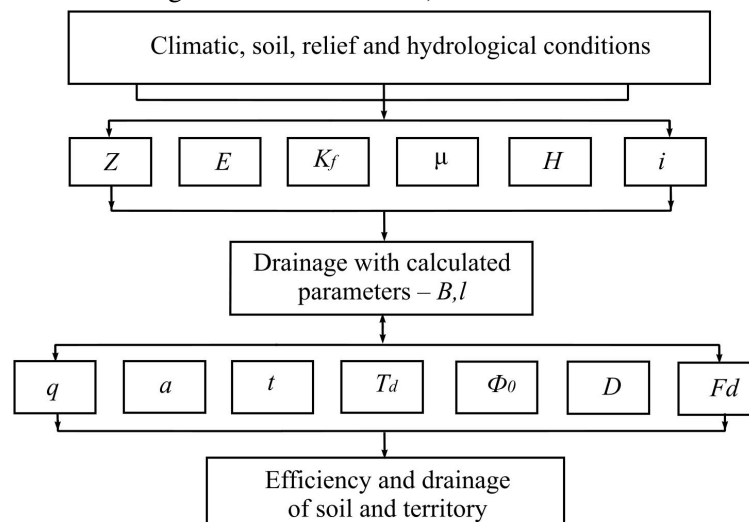 Climatic, soil, relief and hydrological conditions
Z E Kf μ H i
Drainage with calculated
parameters – B,l
q a t Td Φ0 D Fd
Efficiency and drainage
of soil and territory